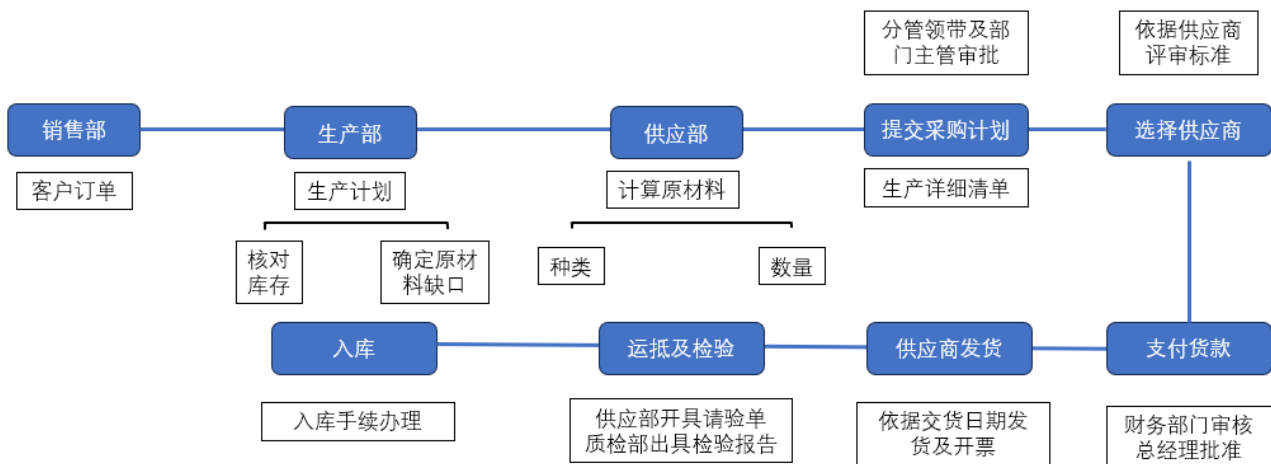 分管领带及部
门主管审批
依据供应商
评审标准
销售部
生产部
供应部
提交采购计划
选择供应商
客户订单
生产计划
计算原材料
生产详细清单
核对
库存
确定原材
料缺口
种类
数量
入库
运抵及检验
供应商发货
支付货款
入库手续办理
供应部开具请验单
质检部出具检验报告
依据交货日期发
货及开票
财务部门审核
总经理批准